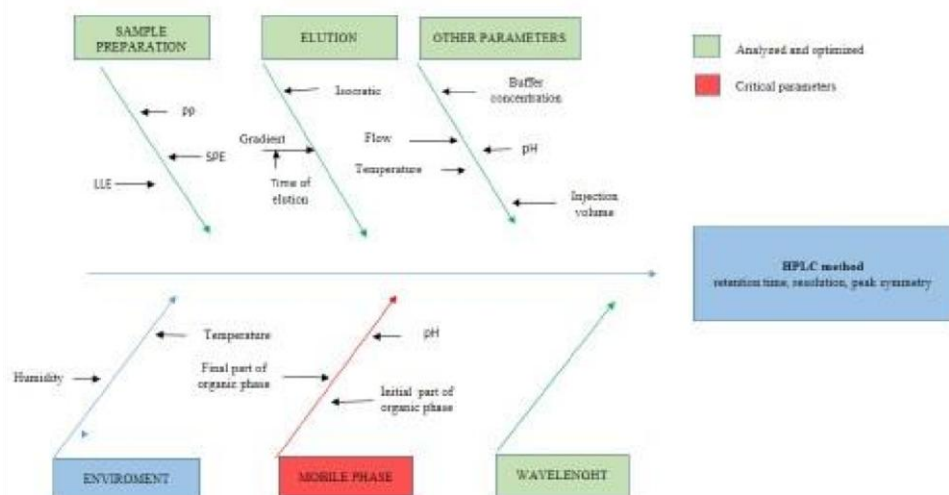 SAMPLE
PREPARATION
ELUTION
OTHER PARAMETERS
Analyzed and optimized
Critical parameters
PP
SPE
LLE
Isocratic
Gradient
Time of
elution
Buffer
concentration
Flow
pH
Temperature
Injection
volume
HPLC method
retention time, resolution, peak symmetry
Temperature
Humidity
pH
Final part of
organic phase
Initial part of
organic phase
ENVIROMENT
MOBILE PHASE
WAVELENGHT